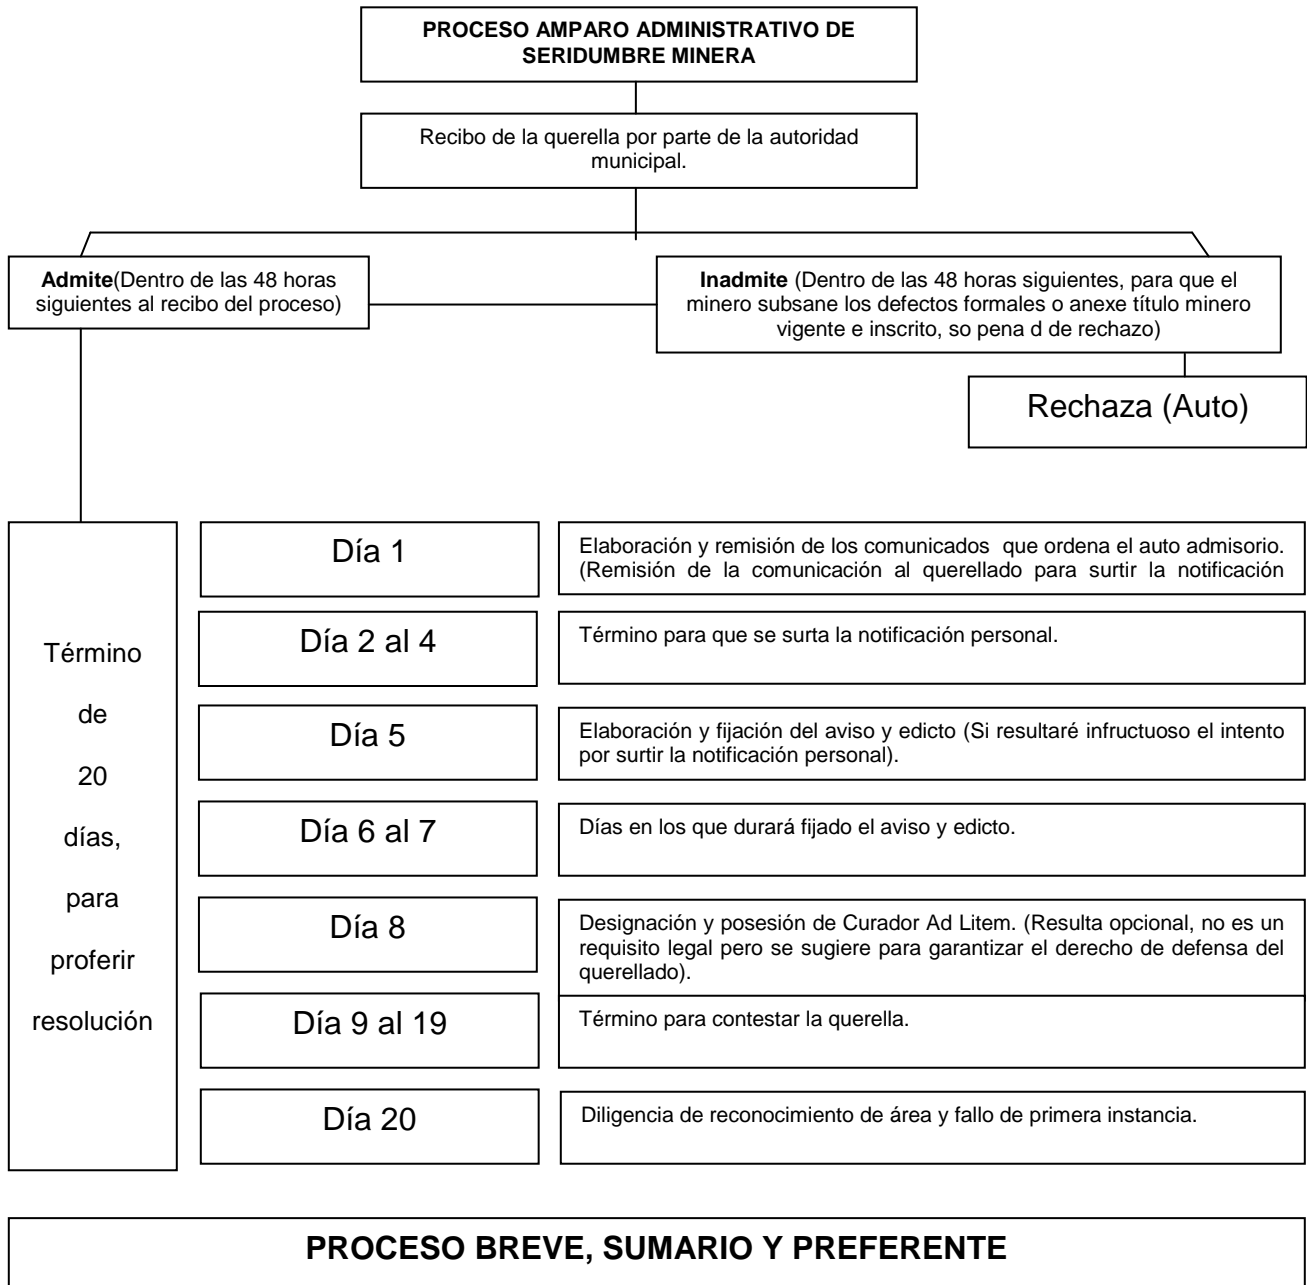 PROCESO AMPARO ADMINISTRATIVO DE
SERIDUMBRE MINERA
Recibo de la querella por parte de la autoridad
municipal.
Admite(Dentro de las 48 horas
siguientes al recibo del proceso)
Inadmite (Dentro de las 48 horas siguientes, para que el
minero subsane los defectos formales o anexe título minero
vigente e inscrito, so pena d de rechazo)
Rechaza (Auto)
Término
de
20
días,
para
proferir
resolución
Día 1
Elaboración y remisión de los comunicados que ordena el auto admisorio.
(Remisión de la comunicación al querellado para surtir la notificación
Día 2 al 4
Término para que se surta la notificación personal.
Día 5
Elaboración y fijación del aviso y edicto (Si resultaré infructuoso el intento
por surtir la notificación personal).
Día 6 al 7
Días en los que durará fijado el aviso y edicto.
Día 8
Designación y posesión de Curador Ad Litem. (Resulta opcional, no es un
requisito legal pero se sugiere para garantizar el derecho de defensa del
querellado).
Día 9 al 19
Término para contestar la querella.
Día 20
Diligencia de reconocimiento de área y fallo de primera instancia.
PROCESO BREVE, SUMARIO Y PREFERENTE